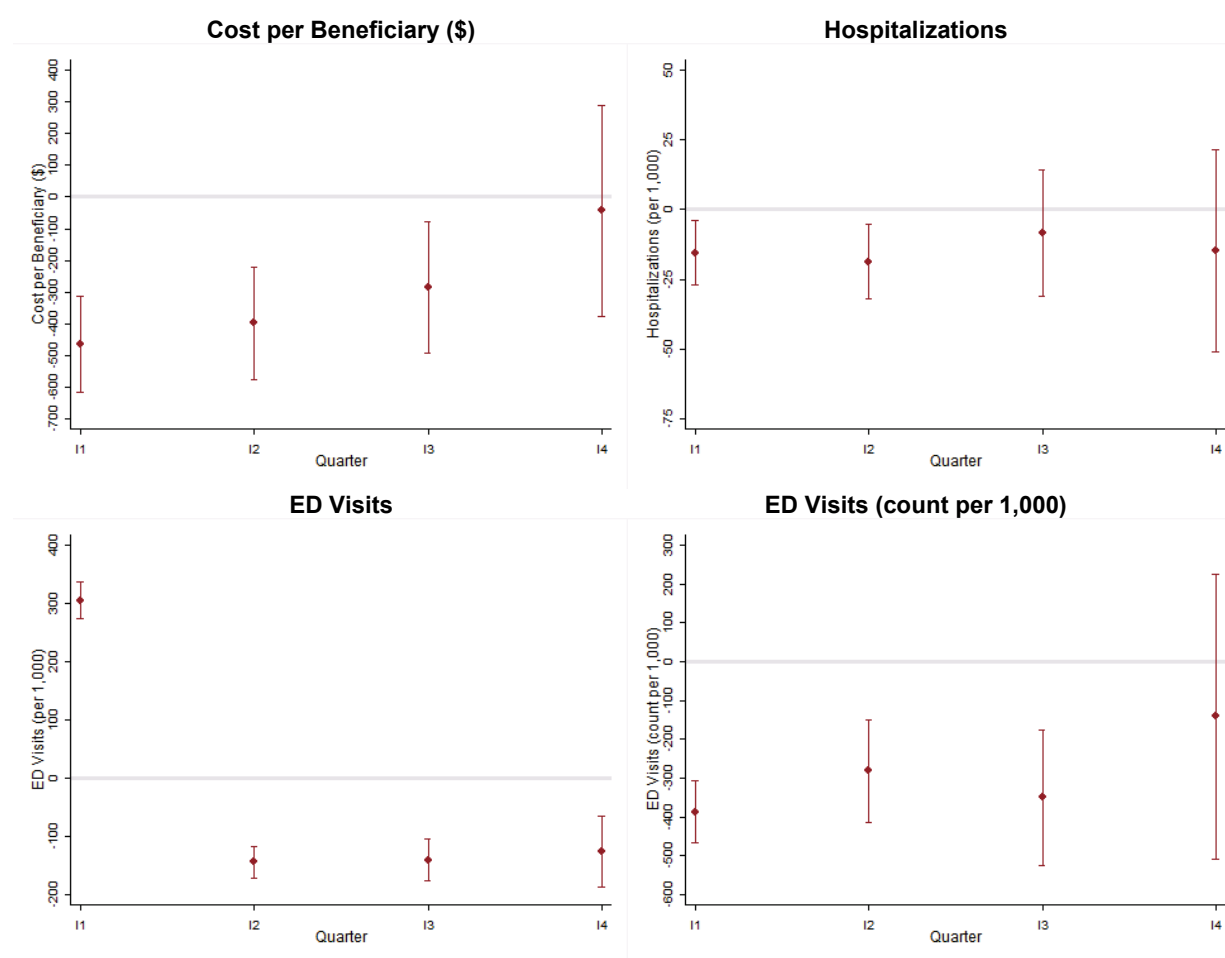 Cost per Beneficiary ($)
Cost per Beneficiary ($)
400
300
200
100
0
-100
-200
-300
-400
-500
-600
-700
I1 I2 I3 I4
Quarter
Hospitalizations
Hospitalizations (per 1,000)
50
25
0
-25
-50
-75
I1 I2 I3 I4
Quarter
ED Visits
ED Visits (per 1,000)
400
300
200
100
0
-100
-200
I1 I2 I3 I4
Quarter
ED Visits (count per 1,000)
ED Visits (count per 1,000)
300
200
100
0
-100
-200
-300
-400
-500
-600
I1 I2 I3 I4
Quarter